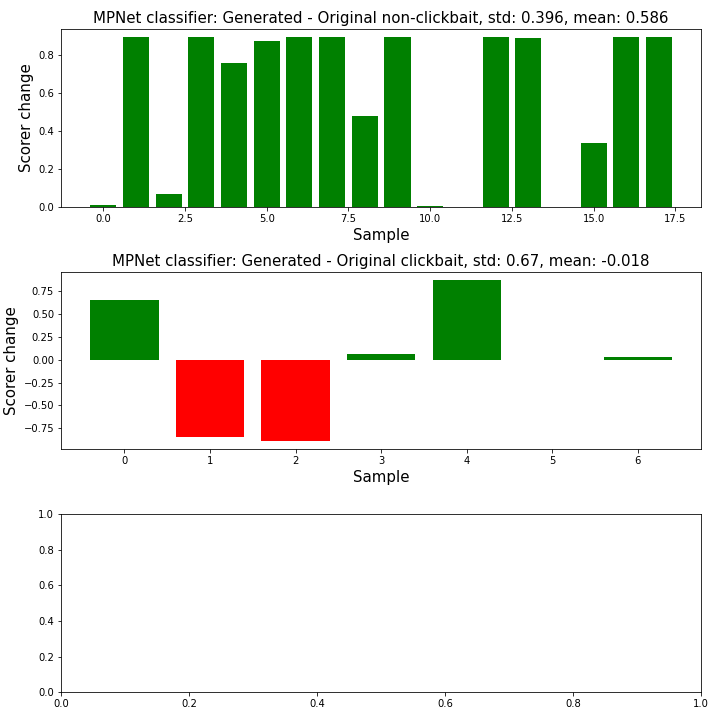 MPNet classifier: Generated - Original non-clickbait, std: 0.396, mean: 0.586
Scorer change
0.8
0.6
0.4
0.2
0.0
0.0 2.5 5.0 7.5 10.0 12.5 15.0 17.5
Sample
MPNet classifier: Generated - Original clickbait, std: 0.67, mean: -0.018
Scorer change
0.75
0.50
0.25
0.00
−0.25
−0.50
−0.75
0 1 2 3 4 5 6
Sample
1.0
0.8
0.6
0.4
0.2
0.0
0.0 0.2 0.4 0.6 0.8 1.0